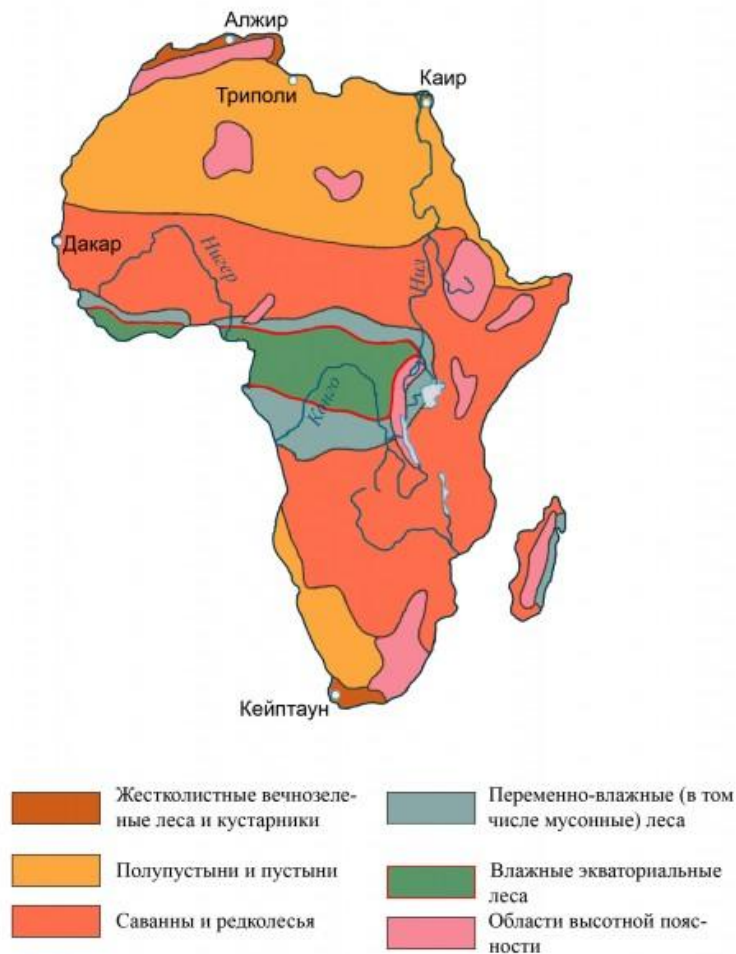 Алжир
Триполи
Каир
Дакар
Нигер
Нил
Конго
Кейптаун
Жестколистные вечнозеле-
ные леса и кустарники
Полупустыни и пустыни
Саванны и редколесья
Переменно-влажные (в том
числе мусонные) леса
Влажные экваториальные
леса
Области высотной пояс-
ности